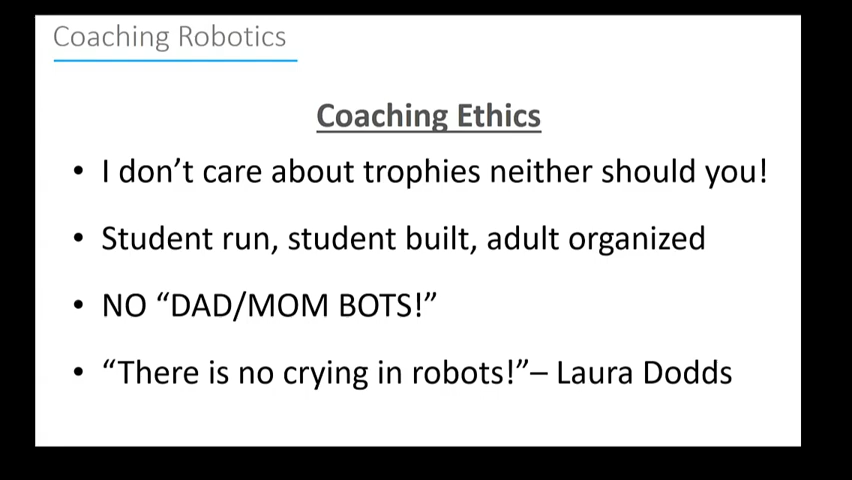 Coaching Robotics
Coaching Ethics
• I don’t care about trophies neither should you!
• Student run, student built, adult organized
• NO “DAD/MOM BOTS!”
• “There is no crying in robots!”– Laura Dodds